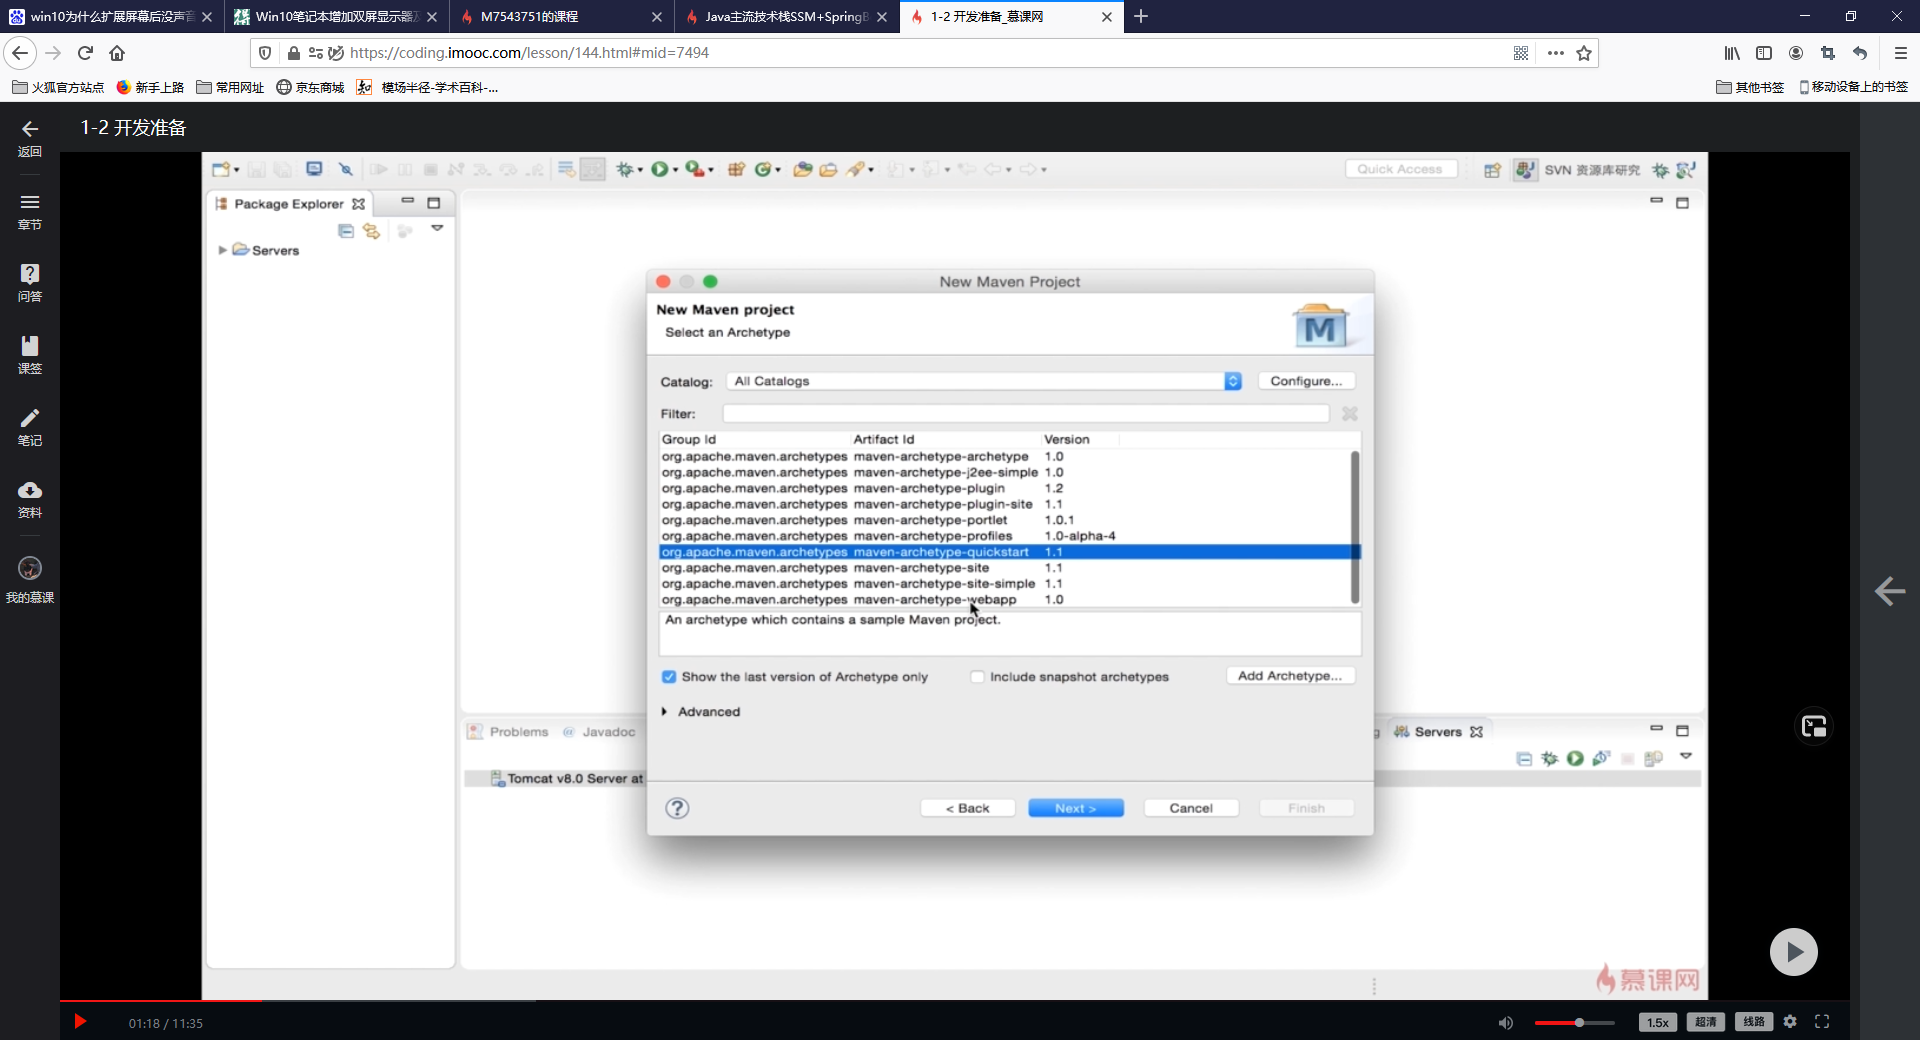 win10为什么扩展屏幕后没声音
Win10笔记本增加双屏显示器及
M7543751的课程
Java主流技术栈SSM+SpringB
1-2 开发准备_慕课网
https://coding.imooc.com/lesson/144.html#mid=7494
火狐官方站点
新手上路
常用网址
京东商城
模场半径-学术百科-...
其他书签
移动设备上的书签
返回
1-2 开发准备
章节
问答
课签
笔记
资料
我的慕课
Quick Access
SVN 资源库研究
Package Explorer
Servers
New Maven Project
New Maven project
Select an Archetype
M
Catalog: All Catalogs Configure...
Filter:
Group Id Artifact Id Version
org.apache.maven.archetypes maven-archetype-archetype 1.0
org.apache.maven.archetypes maven-archetype-j2ee-simple 1.0
org.apache.maven.archetypes maven-archetype-plugin 1.2
org.apache.maven.archetypes maven-archetype-plugin-site 1.1
org.apache.maven.archetypes maven-archetype-portlet 1.0.1
org.apache.maven.archetypes maven-archetype-profiles 1.0-alpha-4
org.apache.maven.archetypes maven-archetype-quickstart 1.1
org.apache.maven.archetypes maven-archetype-site 1.1
org.apache.maven.archetypes maven-archetype-site-simple 1.1
org.apache.maven.archetypes maven-archetype-webapp 1.0
An archetype which contains a sample Maven project.
Show the last version of Archetype only
Include snapshot archetypes
Add Archetype...
Advanced
Problems @ Javadoc
g
Servers
Tomcat v8.0 Server at
?
< Back
Next >
Cancel
Finish
慕课网
01:18 / 11:35
1.5x
超清
线路